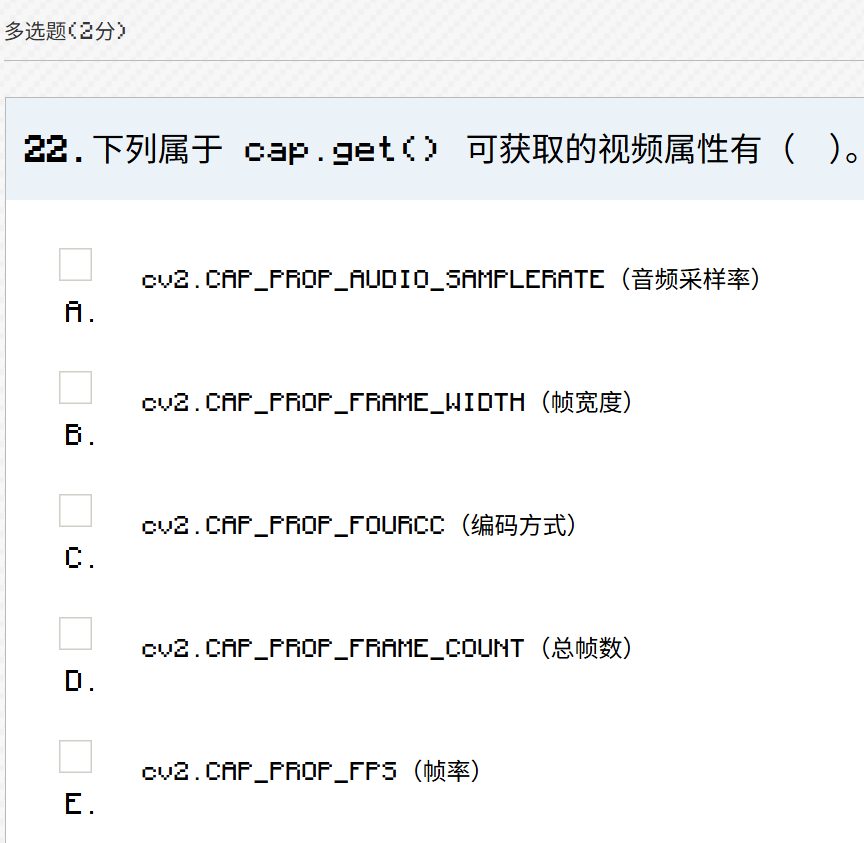 多选题(2分)
22.下列属于 cap.get() 可获取的视频属性有（ ）。
cv2.CAP_PROP_AUDIO_SAMPLERATE（音频采样率）
A.
cv2.CAP_PROP_FRAME_WIDTH（帧宽度）
B.
cv2.CAP_PROP_FOURCC（编码方式）
C.
cv2.CAP_PROP_FRAME_COUNT（总帧数）
D.
cv2.CAP_PROP_FPS（帧率）
E.